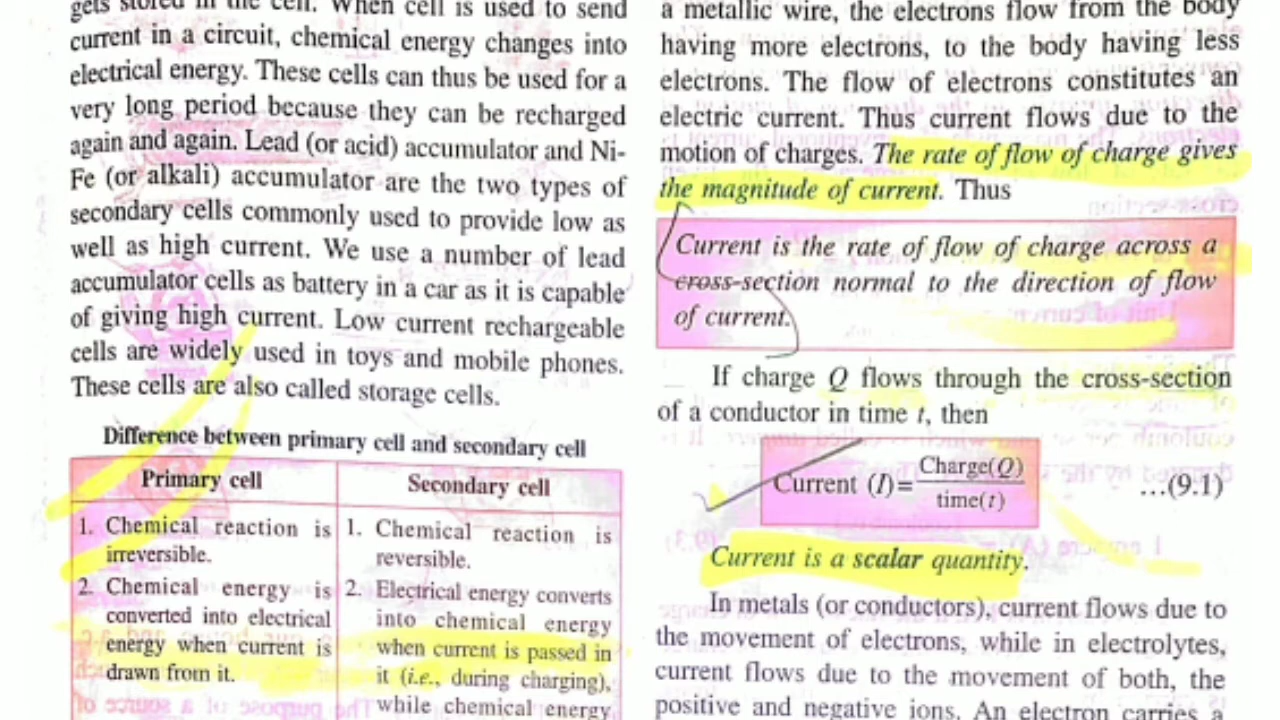 gets stored in the cell. When cell is used to send
current in a circuit, chemical energy changes into
electrical energy. These cells can thus be used for a
very long period because they can be recharged
again and again. Lead (or acid) accumulator and Ni-
Fe (or alkali) accumulator are the two types of
secondary cells commonly used to provide low as
well as high current. We use a number of lead
accumulator cells as battery in a car as it is capable
of giving high current. Low current rechargeable
cells are widely used in toys and mobile phones.
These cells are also called storage cells.
Difference between primary cell and secondary cell
Primary cell
1. Chemical reaction is
irreversible.
2. Chemical energy is
converted into electrical
energy when current is
drawn from it.
Secondary cell
1. Chemical reaction is
reversible.
2. Electrical energy converts
into chemical energy
when current is passed in
it (i.e., during charging),
while chemical energy
a metallic wire, the electrons flow from the body
having more electrons, to the body having less
electrons. The flow of electrons constitutes an
electric current. Thus current flows due to the
motion of charges. The rate of flow of charge gives
the magnitude of current. Thus
Current is the rate of flow of charge across a
cross-section normal to the direction of flow
of current.
If charge Q flows through the cross-section
of a conductor in time t, then
Current (I)= Charge(Q)
time(t)
...(9.1)
Current is a scalar quantity.
In metals (or conductors), current flows due to
the movement of electrons, while in electrolytes,
current flows due to the movement of both, the
positive and negative ions. An electron carries a